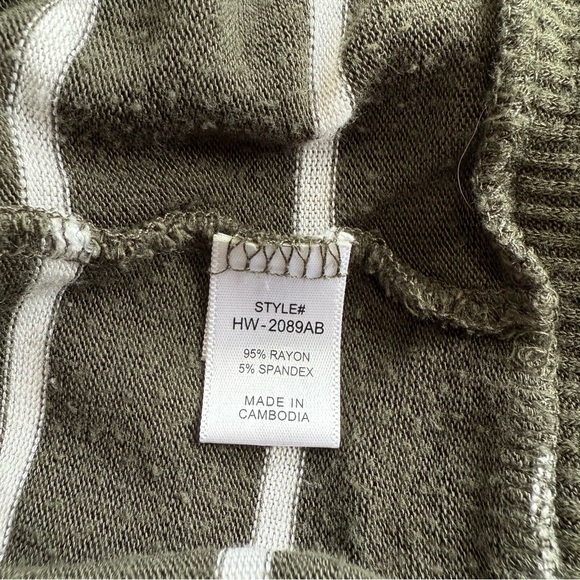 STYLE#
HW-2089AB
95% RAYON
5% SPANDEX
MADE IN
CAMBODIA